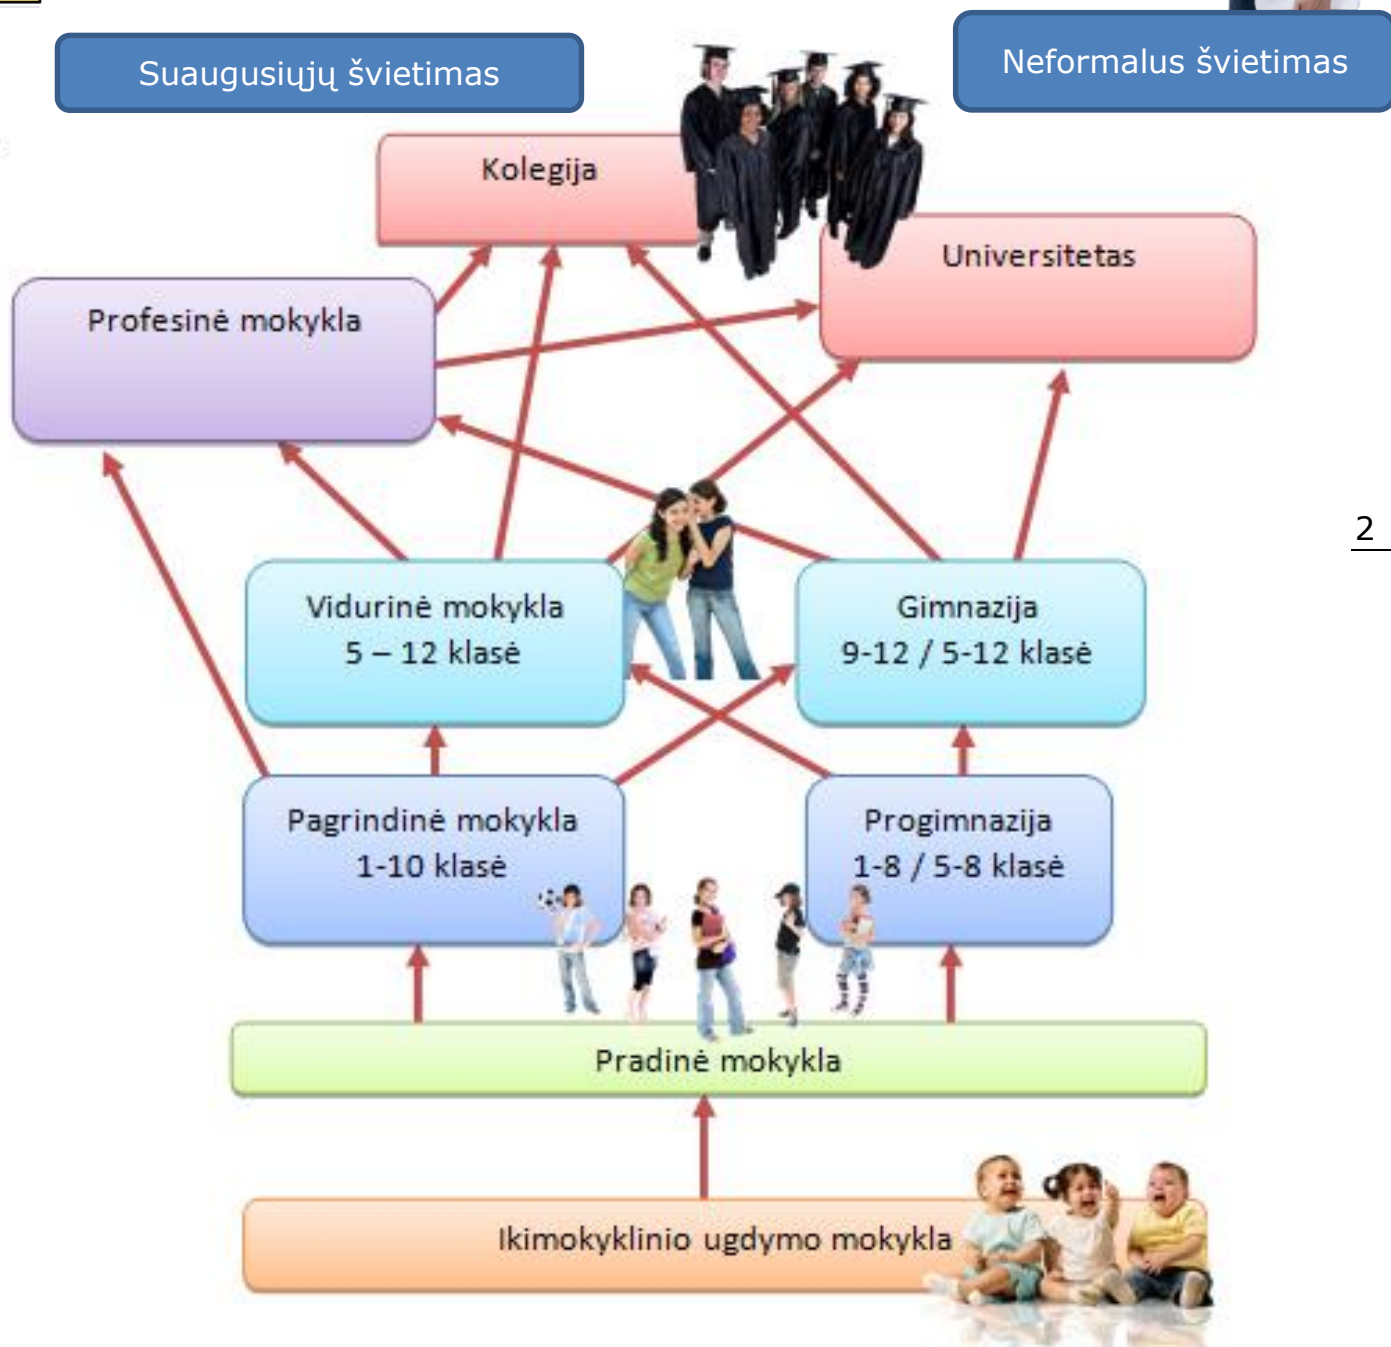 Suaugusiųjų švietimas
Neformalus švietimas
Kolegija
Universitetas
Profesinė mokykla
2
Vidurinė mokykla
5 – 12 klasė
Gimnazija
9-12 / 5-12 klasė
Pagrindinė mokykla
1-10 klasė
Progimnazija
1-8 / 5-8 klasė
Pradinė mokykla
Ikimokyklinio ugdymo mokykla